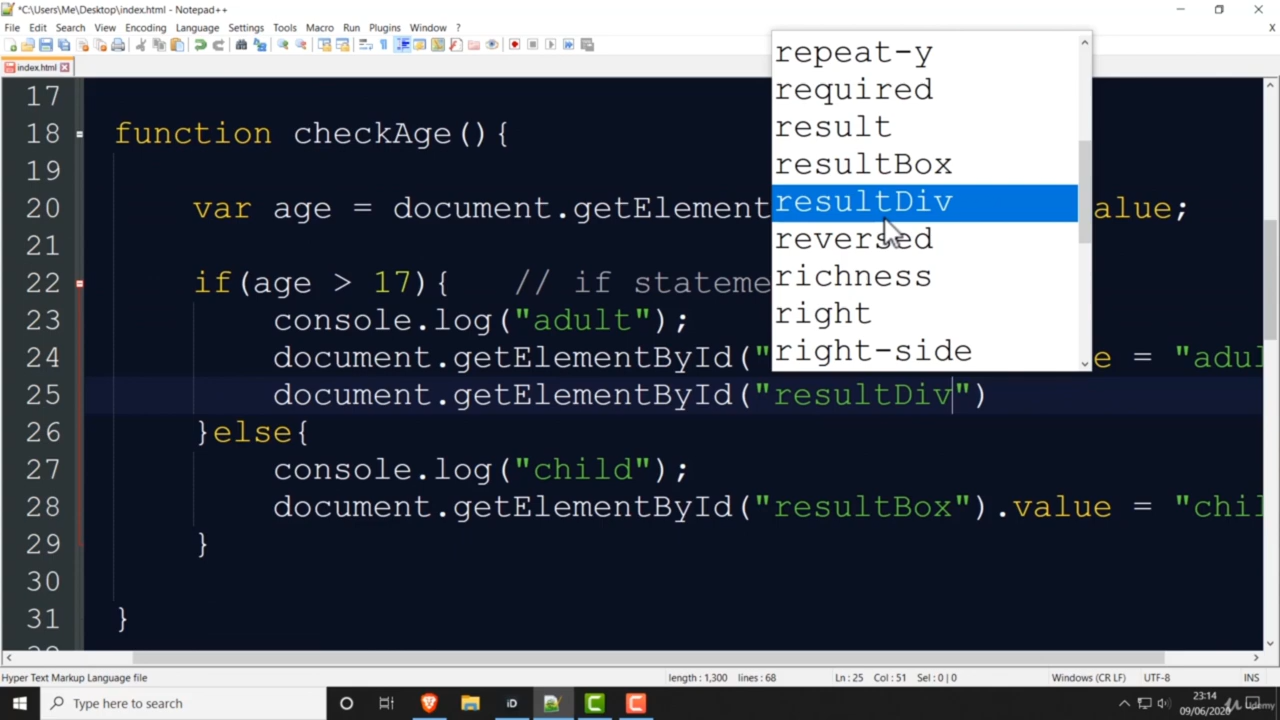 *C:\Users\Me\Desktop\index.html - Notepad++
File Edit Search View Encoding Language Settings Tools Macro Run Plugins Window ?
index.html
17
18 function checkAge(){
19
20 var age = document.getElement alue;
21
22 if(age > 17){ // if stateme
23 console.log("adult");
24 document.getElementById(" e = "adul
25 document.getElementById("resultDiv")
26 }else{
27 console.log("child");
28 document.getElementById("resultBox").value = "chil
29 }
30
31 }
repeat-y
required
result
resultBox
resultDiv
reversed
richness
right
right-side
Hyper Text Markup Language file length : 1,300 lines : 68 Ln : 25 Col : 51 Sel : 0 | 0 Windows (CR LF) UTF-8 INS
Type here to search
23:14
09/06/2020
Udemy